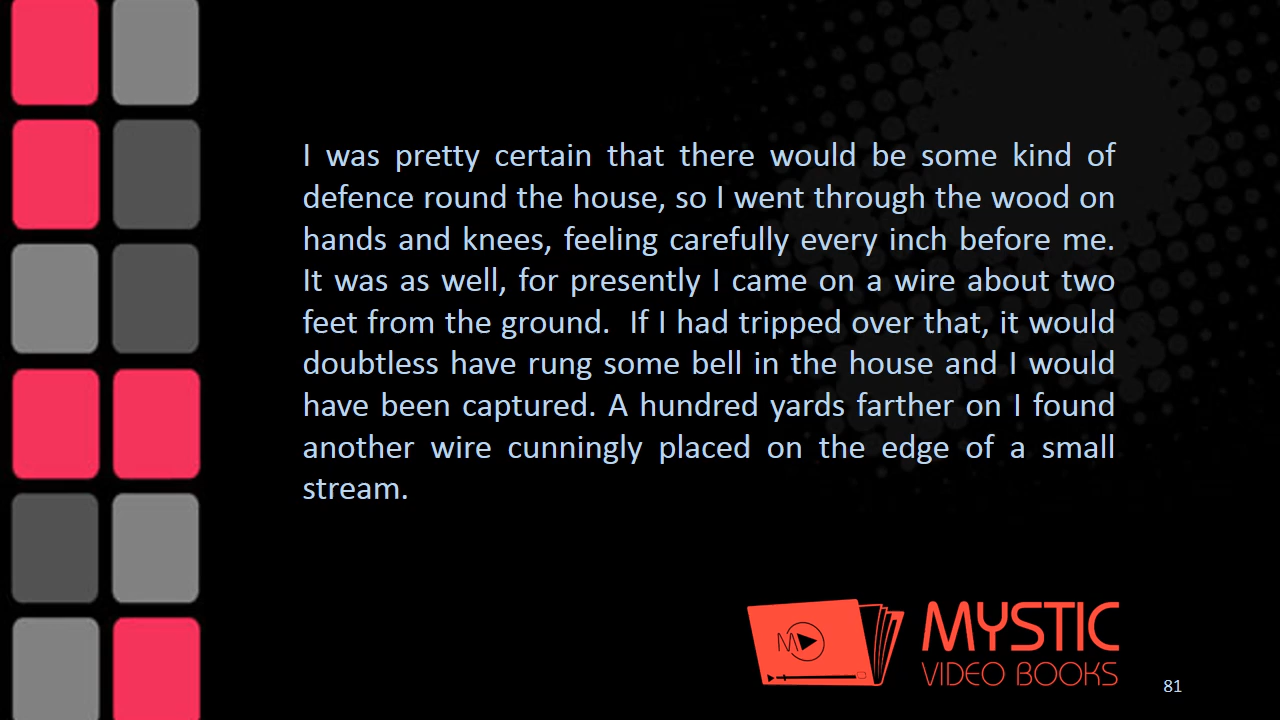 I was pretty certain that there would be some kind of
defence round the house, so I went through the wood on
hands and knees, feeling carefully every inch before me.
It was as well, for presently I came on a wire about two
feet from the ground.  If I had tripped over that, it would
doubtless have rung some bell in the house and I would
have been captured. A hundred yards farther on I found
another wire cunningly placed on the edge of a small
stream.
M
MYSTIC
VIDEO BOOKS
81